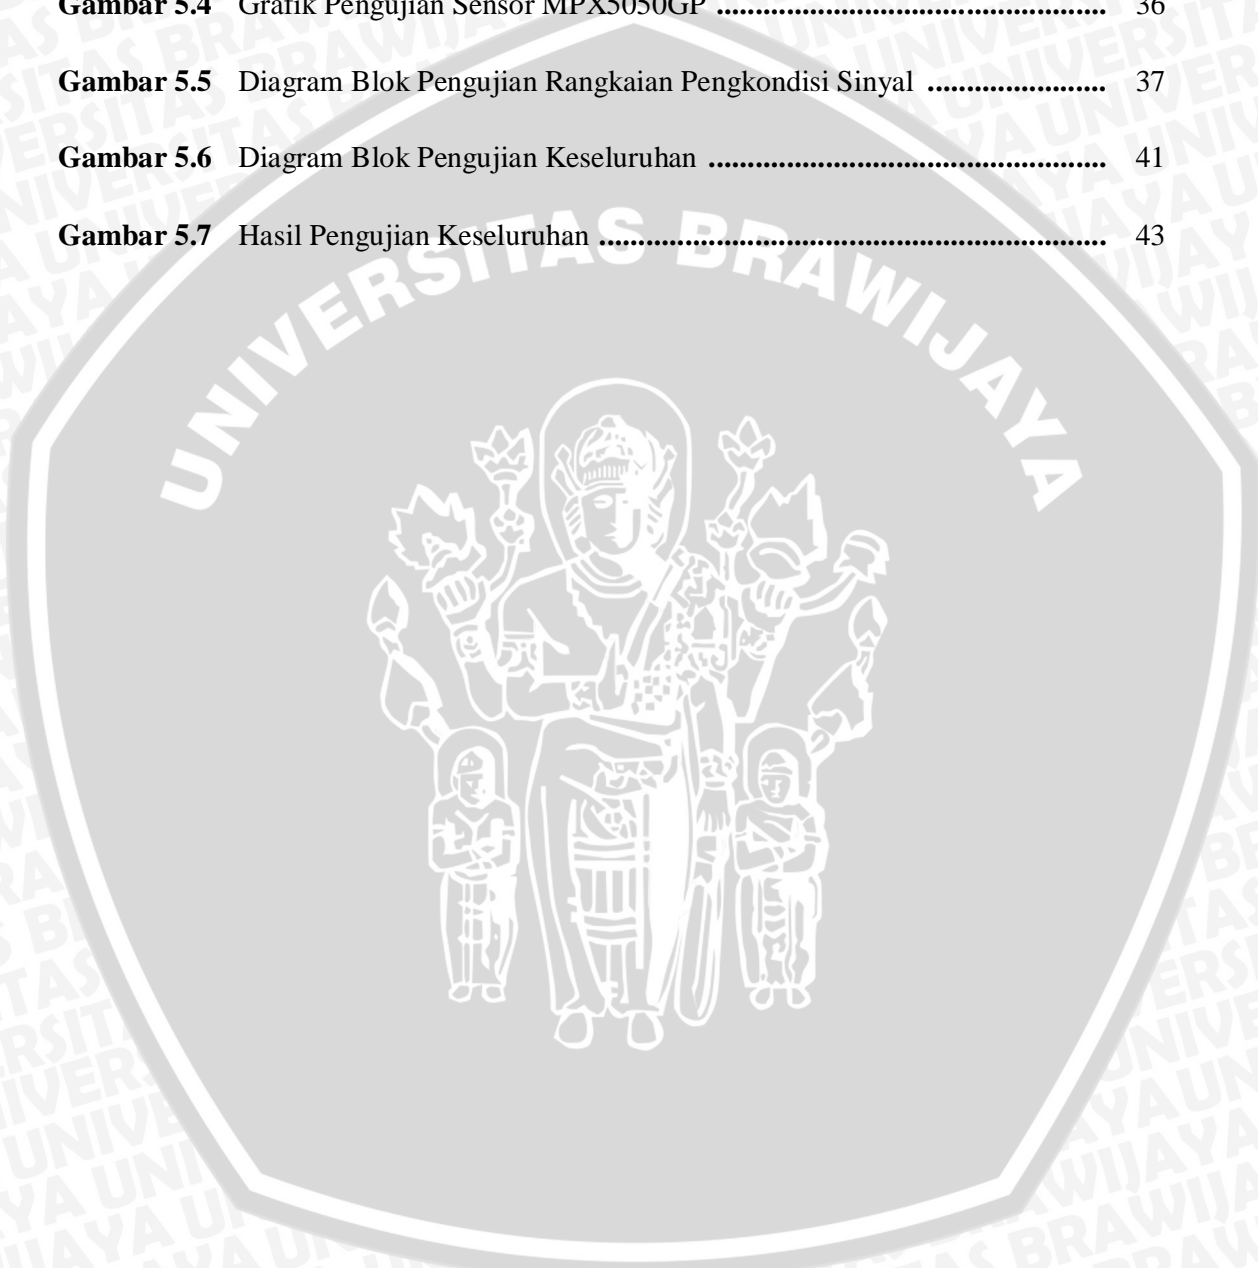 Gambar 5.4 Grafik Pengujian Sensor MPX5050GP .................................................. 36
Gambar 5.5 Diagram Blok Pengujian Rangkaian Pengkondisi Sinyal ....................... 37
Gambar 5.6 Diagram Blok Pengujian Keseluruhan ................................................... 41
Gambar 5.7 Hasil Pengujian Keseluruhan ................................................................. 43
UNIVERSITAS BRAWIJAYA